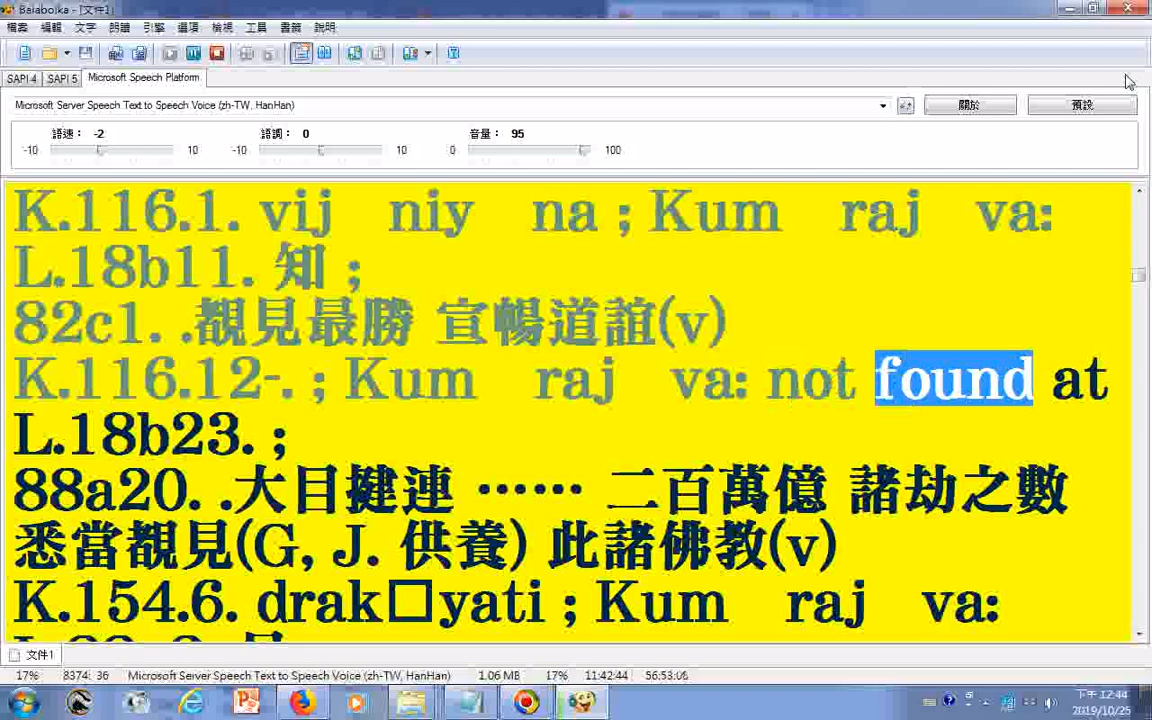 Balabolka - [文件1]
檔案 編輯 文字 朗讀 引擎 選項 檢視 工具 書籤 說明
SAPI 4 SAPI 5 Microsoft Speech Platform
Microsoft Server Speech Text to Speech Voice (zh-TW, HanHan) 關於 預設
語速： -2 語調： 0 音量： 95
-10 10 -10 10 0 100
K.116.1. vij niy na ; Kum raj va:
L.18b11. 知 ;
82c1. .覩見最勝 宣暢道誼(v)
K.116.12-. ; Kum raj va: not found at
L.18b23. ;
88a20. .大目揵連 ⋯⋯ 二百萬億 諸劫之數
悉當覩見(G, J. 供養) 此諸佛教(v)
K.154.6. drak□yati ; Kum raj va:
文件1
17% 8374: 36 Microsoft Server Speech Text to Speech Voice (zh-TW, HanHan) 1.06 MB 17% 11:42:44 56:53:06
下午 12:44
2019/10/25